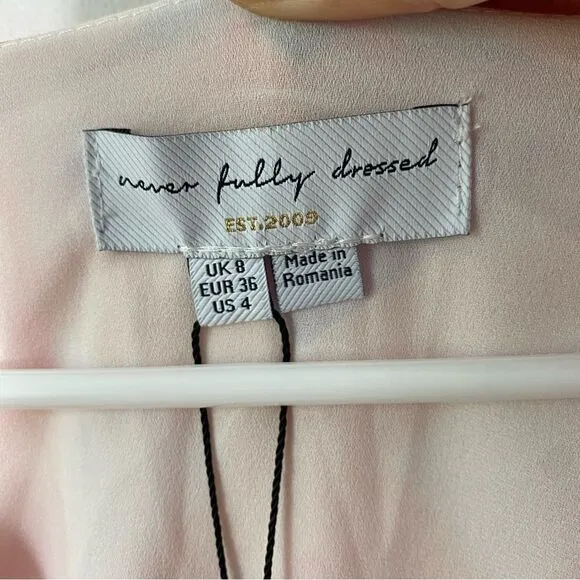 never fully dressed
EST.2009
UK 8
EUR 36
US 4
Made in
Romania